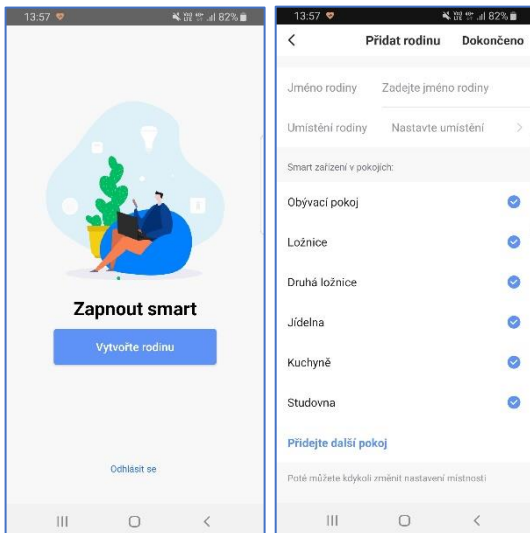 13:57
82%
Zapnout smart
Vytvořte rodinu
Odhlásit se
13:57
82%
Přidat rodinu Dokončeno
Jméno rodiny Zadejte jméno rodiny
Umístění rodiny Nastavte umístění
Smart zařízení v pokojích:
Obývací pokoj
Ložnice
Druhá ložnice
Jídelna
Kuchyně
Studovna
Přidejte další pokoj
Poté můžete kdykoli změnit nastavení místnosti